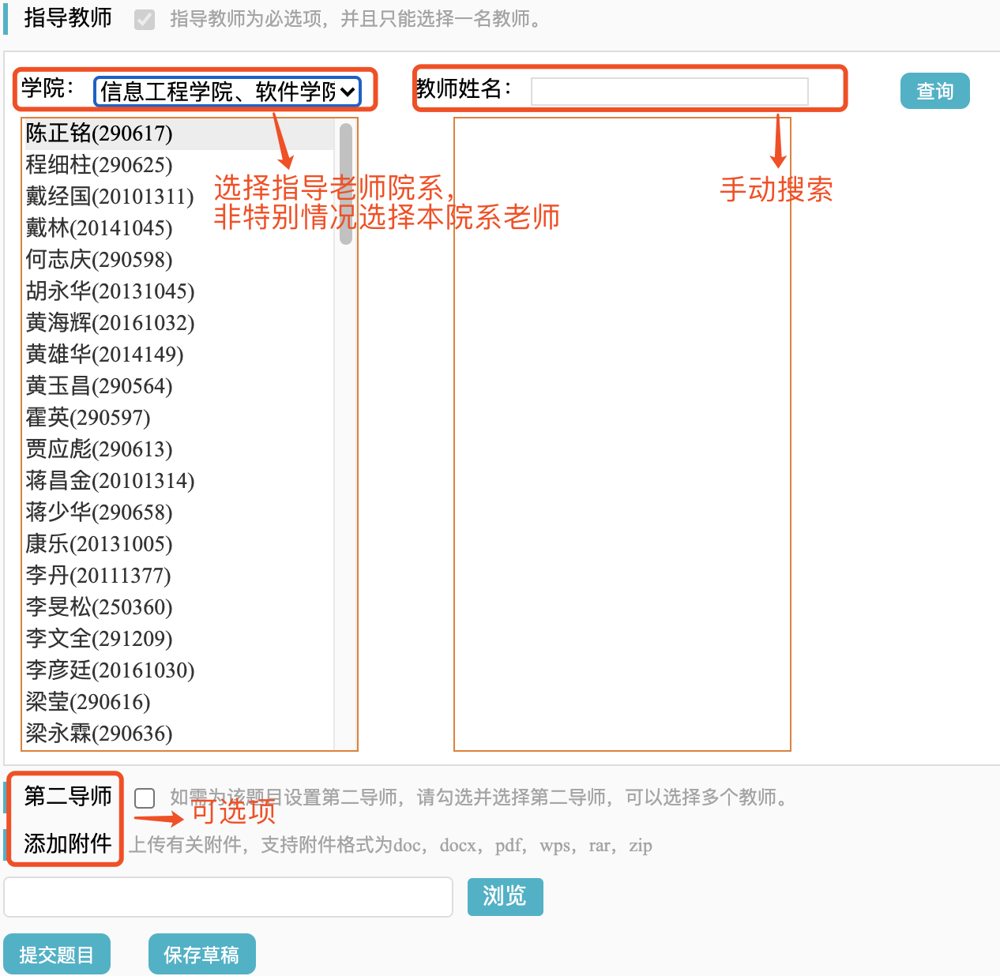 指导教师 指导教师为必选项，并且只能选择一名教师。
学院： 信息工程学院、软件学院 教师姓名： 查询
陈正铭(290617)
程细柱(290625)
选择指导老师院系，
手动搜索
戴经国(20101311)
非特别情况选择本院系老师
戴林(20141045)
何志庆(290598)
胡永华(20131045)
黄海辉(20161032)
黄雄华(2014149)
黄玉昌(290564)
霍英(290597)
贾应彪(290613)
蒋昌金(20101314)
蒋少华(290658)
康乐(20131005)
李丹(20111377)
李旻松(250360)
李文全(291209)
李彦廷(20161030)
梁莹(290616)
梁永霖(290636)
第二导师 如需为该题目设置第二导师，请勾选并选择第二导师，可以选择多个教师。
可选项
添加附件 上传有关附件，支持附件格式为doc，docx，pdf，wps，rar，zip
浏览
提交题目 保存草稿